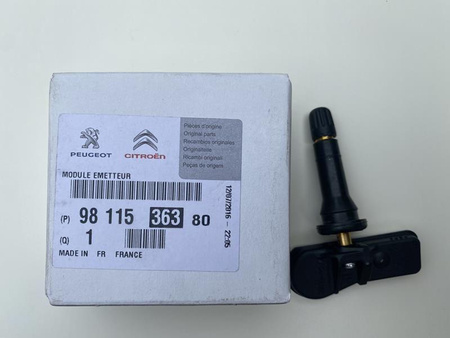 PEUGEOT
CITROËN
Pièces d'origine
Original parts
Recambios originales
Originalteile
Ricambi originali
Peças de origem
MODULE EMETTEUR
(P) 98 115 363 80
(Q) 1
MADE IN FR FRANCE
12/07/2016 - 22:05